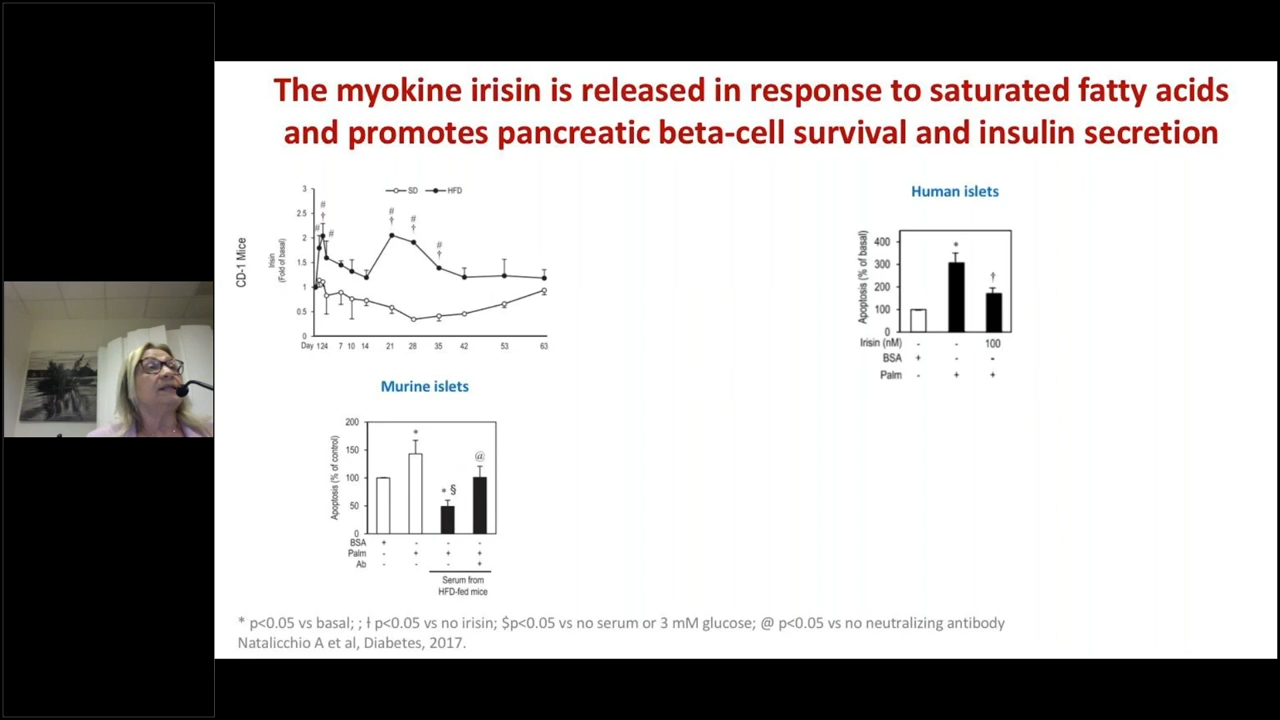 The myokine irisin is released in response to saturated fatty acids
and promotes pancreatic beta-cell survival and insulin secretion
SD HFD
3
2.5
2
1.5
1
0.5
0
CD-1 Mice
Irisin
(Fold of basal)
#
#
†
#
#
†
#
†
#
†
Day 1 2 4 7 10 14 21 28 35 42 53 63
Human islets
Apoptosis (% of basal)
400
300
200
100
0
*
†
Irisin (nM) - - 100
BSA + - -
Palm - + +
Murine islets
Apoptosis (% of control)
200
150
100
50
0
*
* §
@
BSA + - - -
Palm - + + +
Ab - - - +
Serum from
HFD-fed mice
* p<0.05 vs basal; ; ƚ p<0.05 vs no irisin; $p<0.05 vs no serum or 3 mM glucose; @ p<0.05 vs no neutralizing antibody
Natalicchio A et al, Diabetes, 2017.